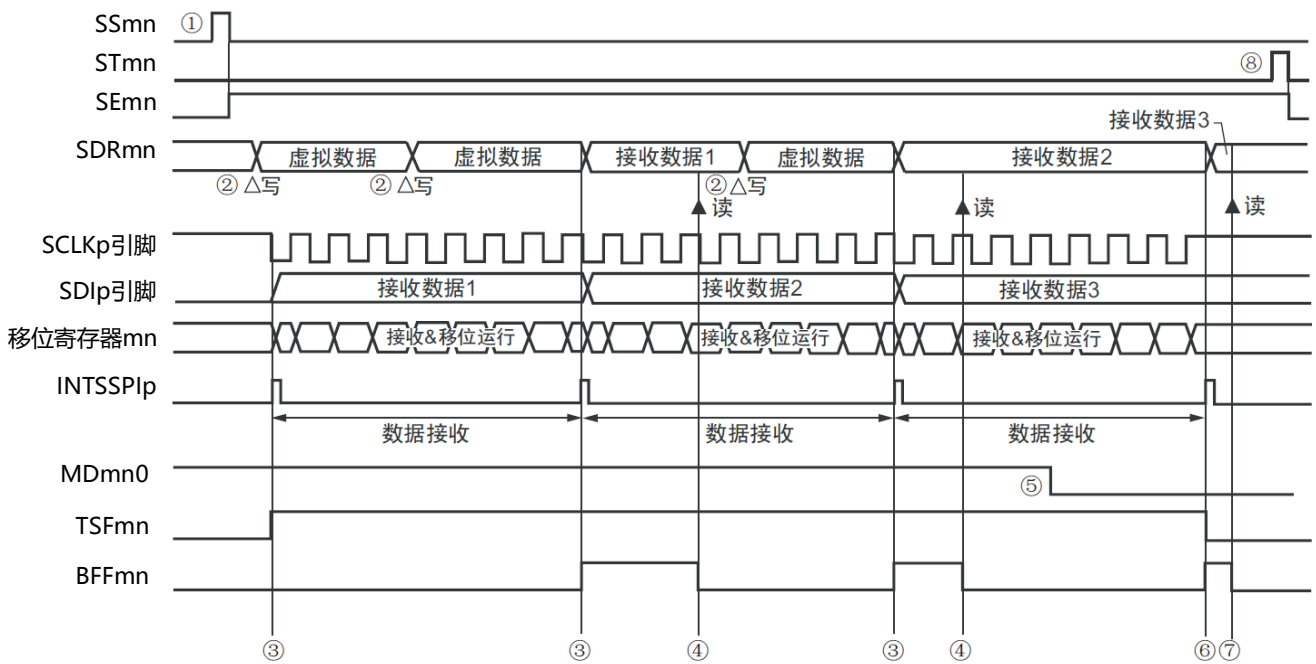 SSmn ①
STmn ⑧
SEmn
接收数据3
SDRmn 虚拟数据 虚拟数据 接收数据1 虚拟数据 接收数据2
②△写 ②△写 ②△写
▲读 ▲读 ▲读
SCLKp引脚
SDIp引脚 接收数据1 接收数据2 接收数据3
移位寄存器mn 接收&移位运行 接收&移位运行 接收&移位运行
INTSSPIp
数据接收 数据接收 数据接收
MDmn0 ⑤
TSFmn
BFFmn
③ ③ ④ ③ ④ ⑥⑦